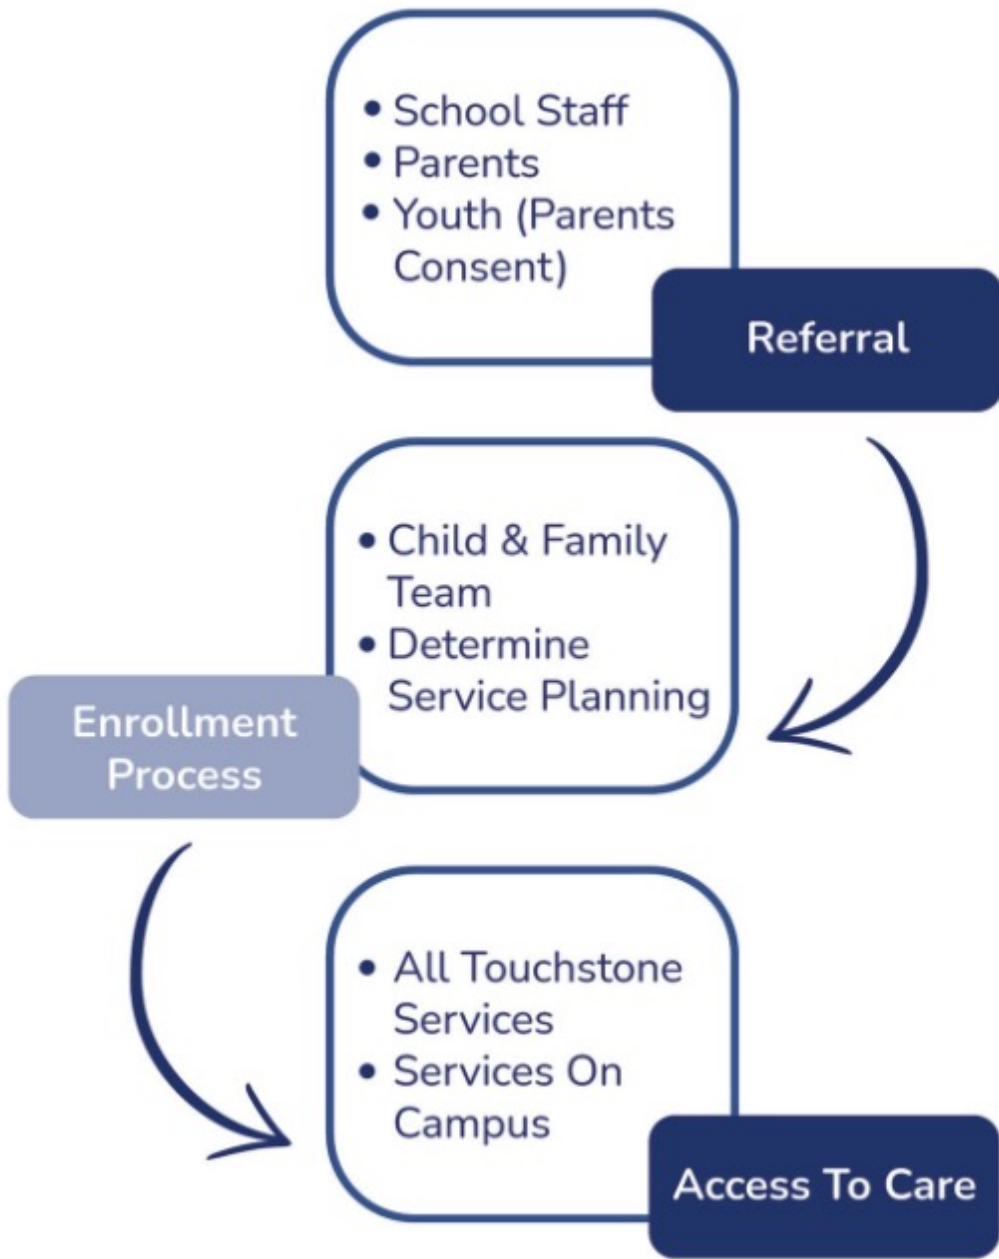 • School Staff
• Parents
• Youth (Parents
Consent)
Referral
• Child & Family
Team
• Determine
Service Planning
Enrollment
Process
• All Touchstone
Services
• Services On
Campus
Access To Care